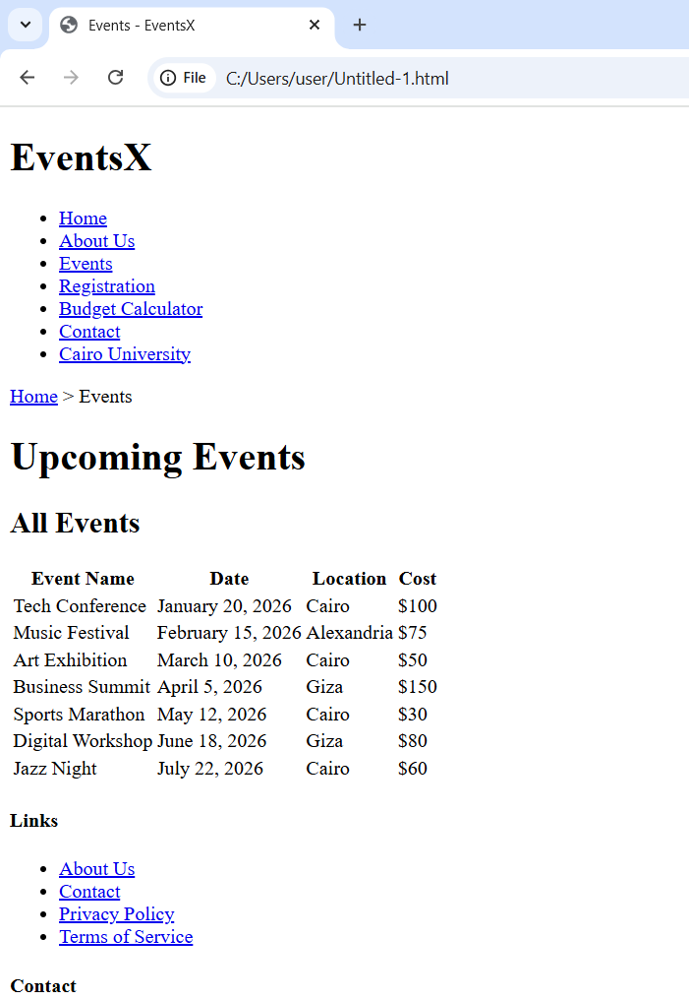 Events - EventsX
File C:/Users/user/Untitled-1.html
EventsX
Home
About Us
Events
Registration
Budget Calculator
Contact
Cairo University
Home > Events
Upcoming Events
All Events
Event Name Date Location Cost
Tech Conference January 20, 2026 Cairo $100
Music Festival February 15, 2026 Alexandria $75
Art Exhibition March 10, 2026 Cairo $50
Business Summit April 5, 2026 Giza $150
Sports Marathon May 12, 2026 Cairo $30
Digital Workshop June 18, 2026 Giza $80
Jazz Night July 22, 2026 Cairo $60
Links
About Us
Contact
Privacy Policy
Terms of Service
Contact